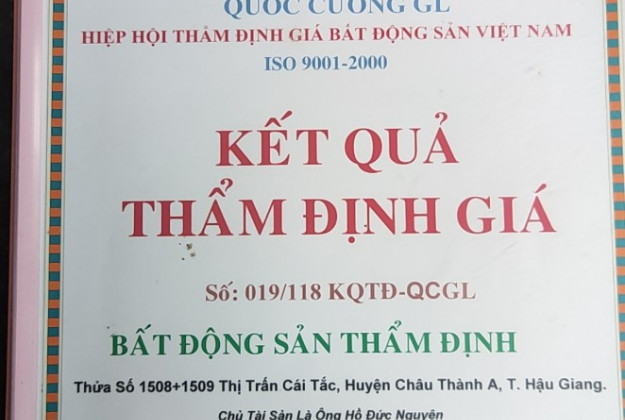 QUỐC CƯỜNG GL
HIỆP HỘI THẨM ĐỊNH GIÁ BẤT ĐỘNG SẢN VIỆT NAM
ISO 9001-2000
KẾT QUẢ
THẨM ĐỊNH GIÁ
Số: 019/118 KQTĐ-QCGL
BẤT ĐỘNG SẢN THẨM ĐỊNH
Thửa Số 1508+1509 Thị Trấn Cái Tắc, Huyện Châu Thành A, T. Hậu Giang.
Chủ Tài Sản Là Ông Hồ Đức Nguyên